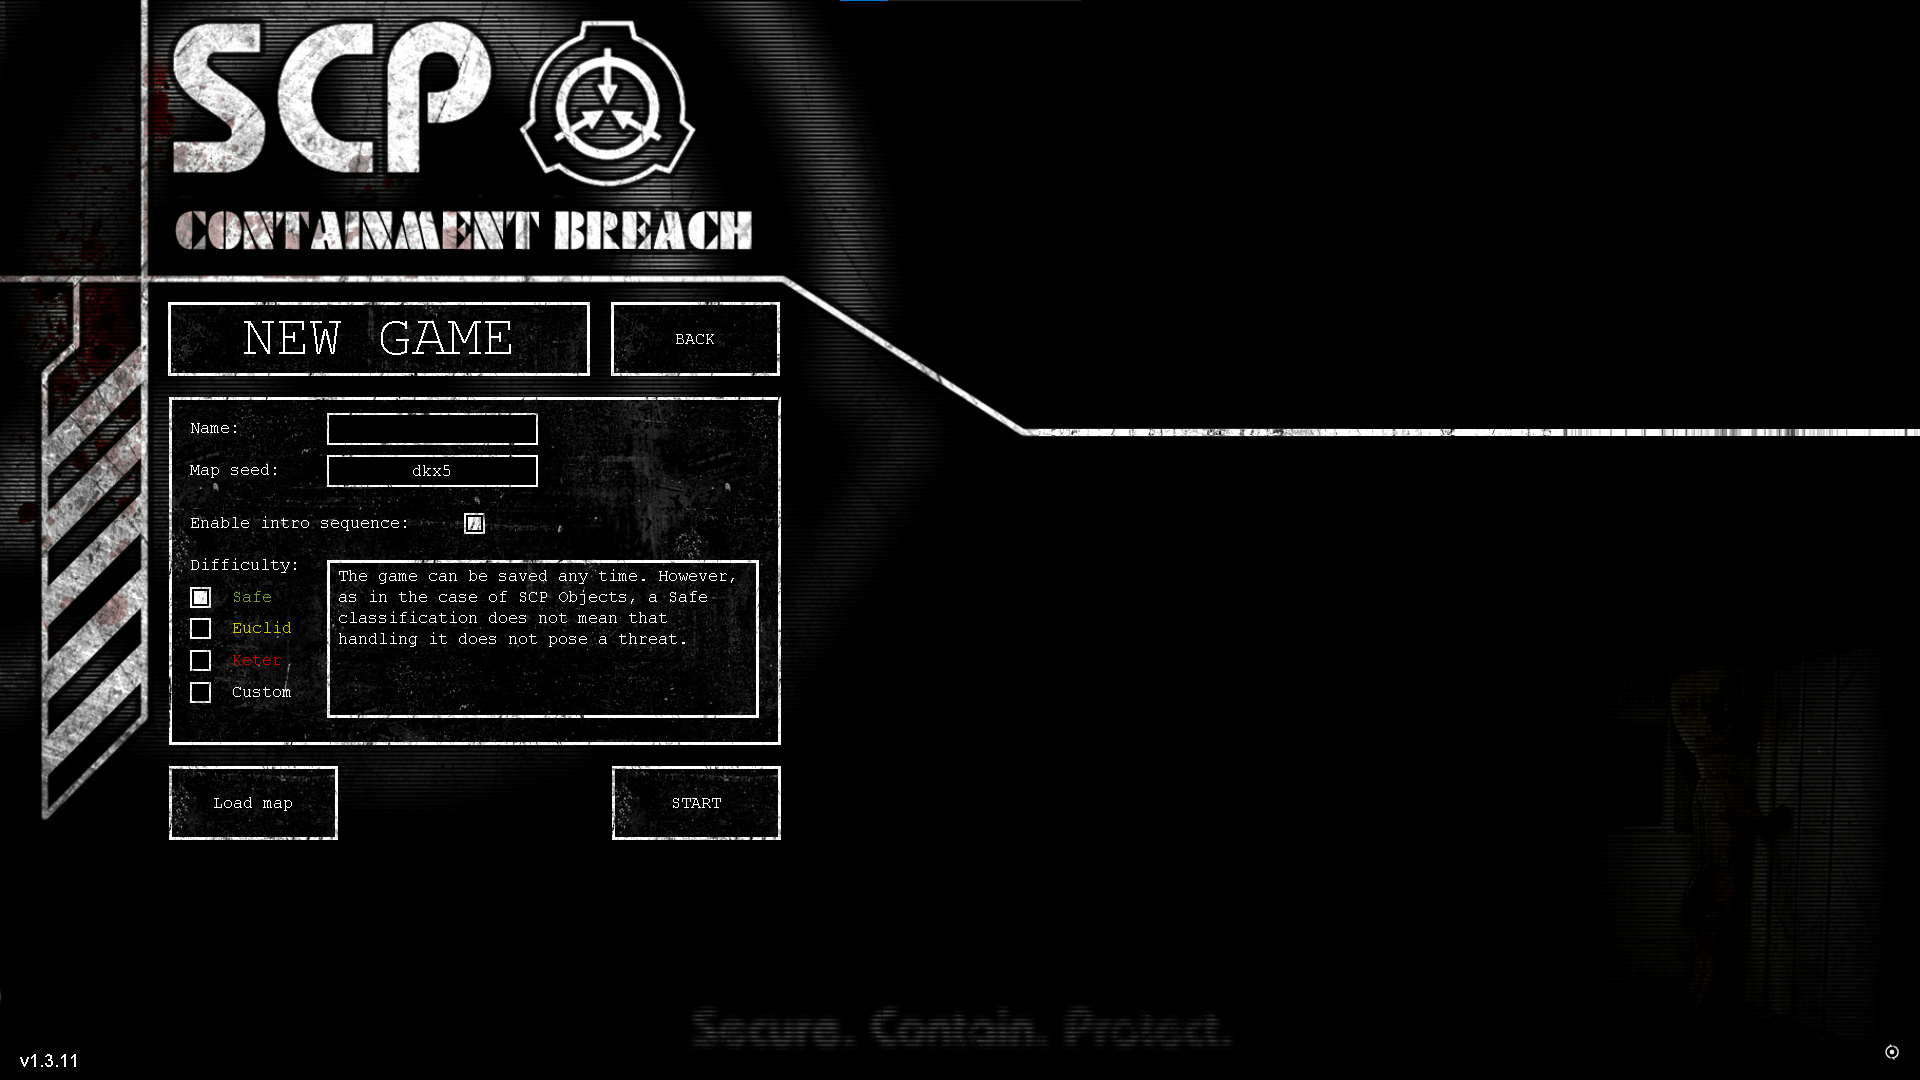 SCP
CONTAINMENT BREACH
NEW GAME
BACK
Name:
Map seed:
dkx5
Enable intro sequence:
Difficulty:
Safe
Euclid
Keter
Custom
The game can be saved any time. However,
as in the case of SCP Objects, a Safe
classification does not mean that
handling it does not pose a threat.
Load map
START
Secure. Contain. Protect.
v1.3.11